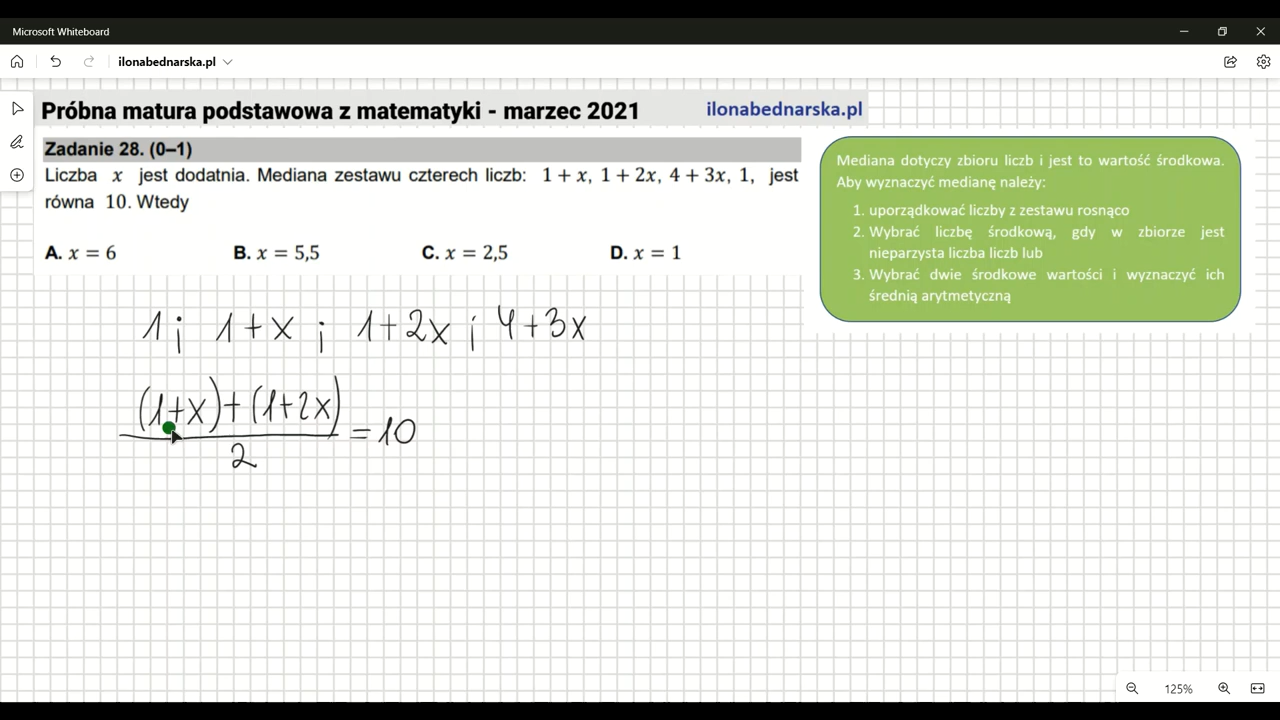 Microsoft Whiteboard
ilonabednarska.pl
Próbna matura podstawowa z matematyki - marzec 2021
ilonabednarska.pl
Zadanie 28. (0–1)
Liczba x jest dodatnia. Mediana zestawu czterech liczb: 1 + x, 1 + 2x, 4 + 3x, 1, jest
równa 10. Wtedy
A. x = 6
B. x = 5,5
C. x = 2,5
D. x = 1
Mediana dotyczy zbioru liczb i jest to wartość środkowa.
Aby wyznaczyć medianę należy:
1. uporządkować liczby z zestawu rosnąco
2. Wybrać liczbę środkową, gdy w zbiorze jest
nieparzysta liczba liczb lub
3. Wybrać dwie środkowe wartości i wyznaczyć ich
średnią arytmetyczną
1 ; 1+x ; 1+2x ; 4+3x
(1+x)+(1+2x)
2
=10
125%